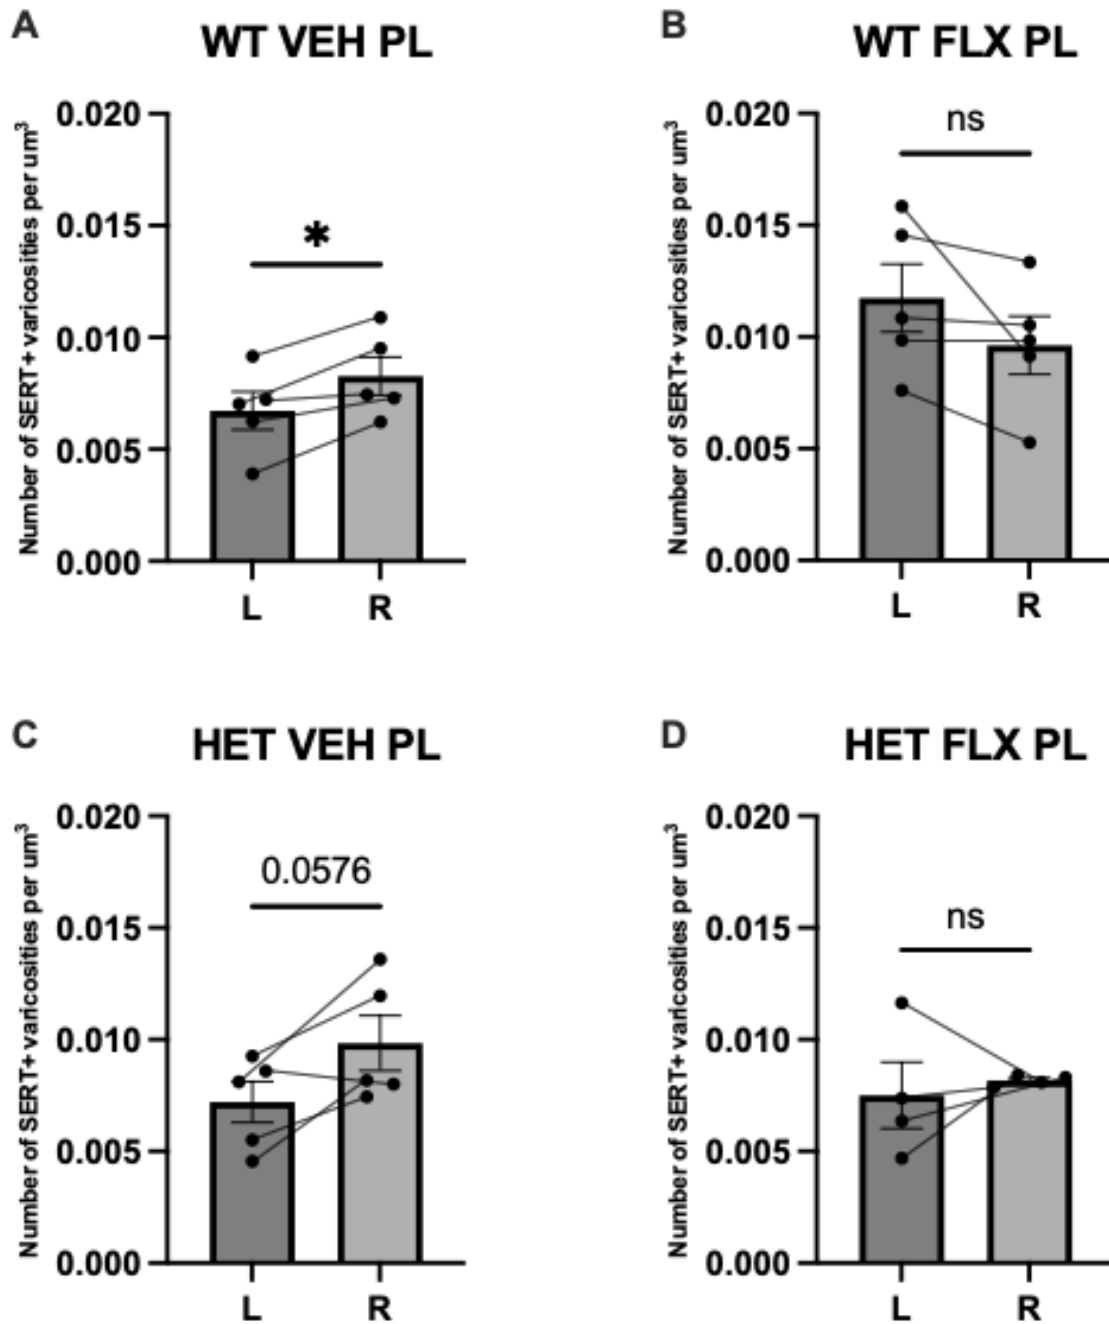 A
WT VEH PL
Number of SERT+ varicosities per um³
0.020
0.015
0.010
0.005
0.000
*
L
R
B
WT FLX PL
Number of SERT+ varicosities per um³
0.020
0.015
0.010
0.005
0.000
ns
L
R
C
HET VEH PL
Number of SERT+ varicosities per um³
0.020
0.015
0.010
0.005
0.000
0.0576
L
R
D
HET FLX PL
Number of SERT+ varicosities per um³
0.020
0.015
0.010
0.005
0.000
ns
L
R